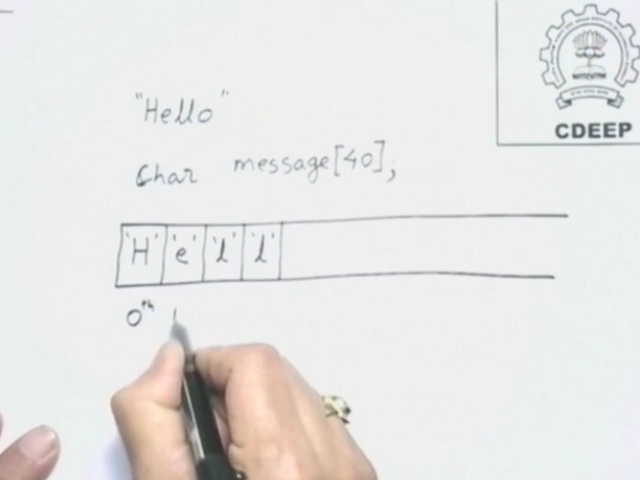 CDEEP
"Hello"
Char message[40];
'H' 'e' 'l' 'l'
0th